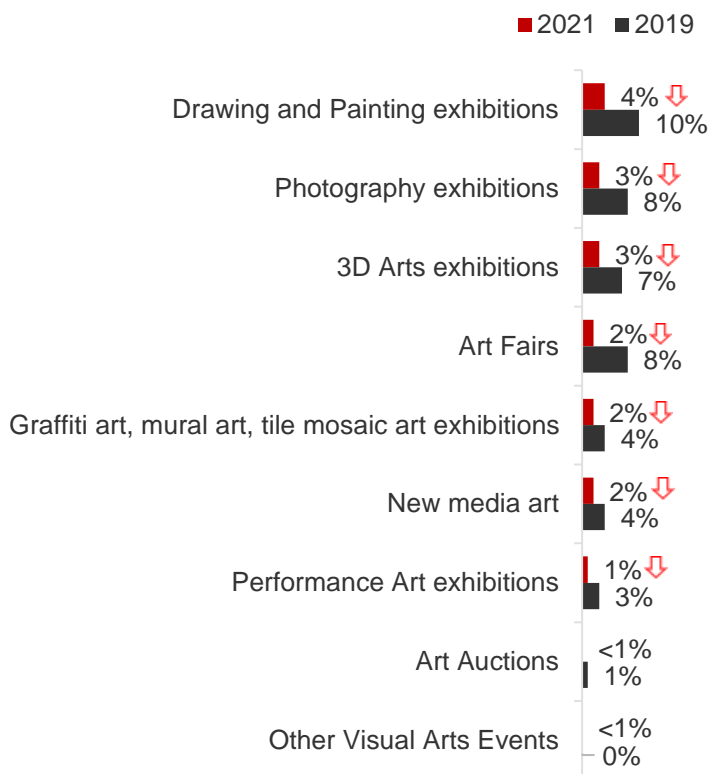 2021 2019
Drawing and Painting exhibitions 4%
10%
Photography exhibitions 3%
8%
3D Arts exhibitions 3%
7%
Art Fairs 2%
8%
Graffiti art, mural art, tile mosaic art exhibitions 2%
4%
New media art 2%
4%
Performance Art exhibitions 1%
3%
Art Auctions <1%
1%
Other Visual Arts Events <1%
0%